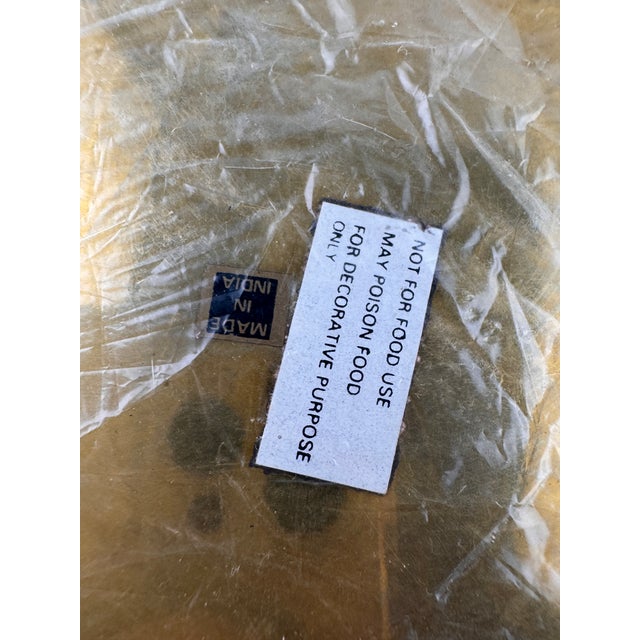 NOT FOR FOOD USE
MAY POISON FOOD
FOR DECORATIVE PURPOSE
ONLY
MADE
IN
INDIA